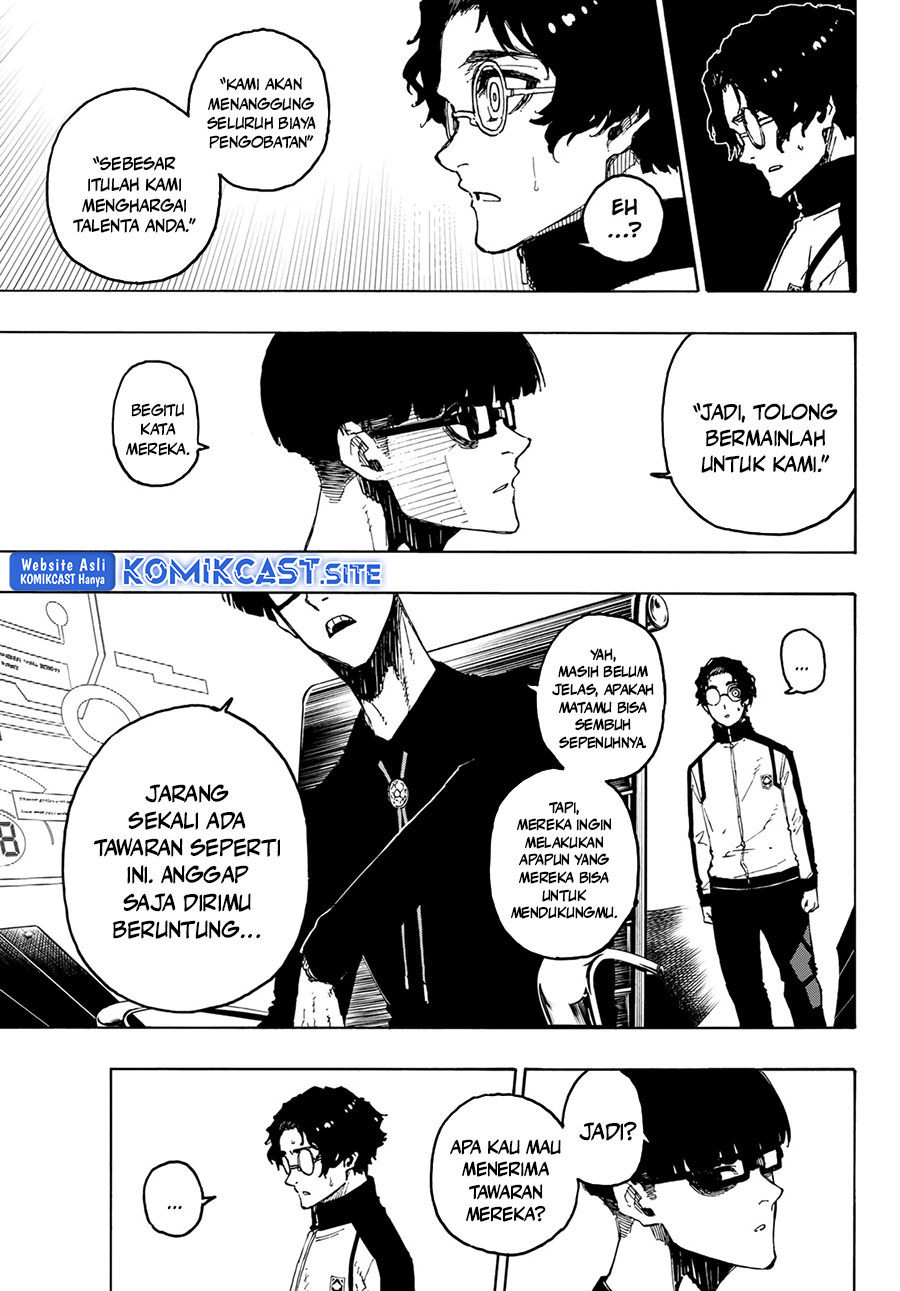 EH
...?
"KAMI AKAN
MENANGGUNG
SELURUH BIAYA
PENGOBATAN"
"SEBESAR
ITULAH KAMI
MENGHARGAI
TALENTA ANDA."
"JADI, TOLONG
BERMAINLAH
UNTUK KAMI."
BEGITU
KATA
MEREKA.
Website Asli
KOMIKCAST Hanya
KOMIKCAST.SITE
...
YAH,
MASIH BELUM
JELAS, APAKAH
MATAMU BISA
SEMBUH
SEPENUHNYA.
TAPI,
MEREKA INGIN
MELAKUKAN
APAPUN YANG
MEREKA BISA
UNTUK
MENDUKUNGMU.
JARANG
SEKALI ADA
TAWARAN SEPERTI
INI. ANGGAP
SAJA DIRIMU
BERUNTUNG...
JADI?
APA KAU MAU
MENERIMA
TAWARAN
MEREKA?
...